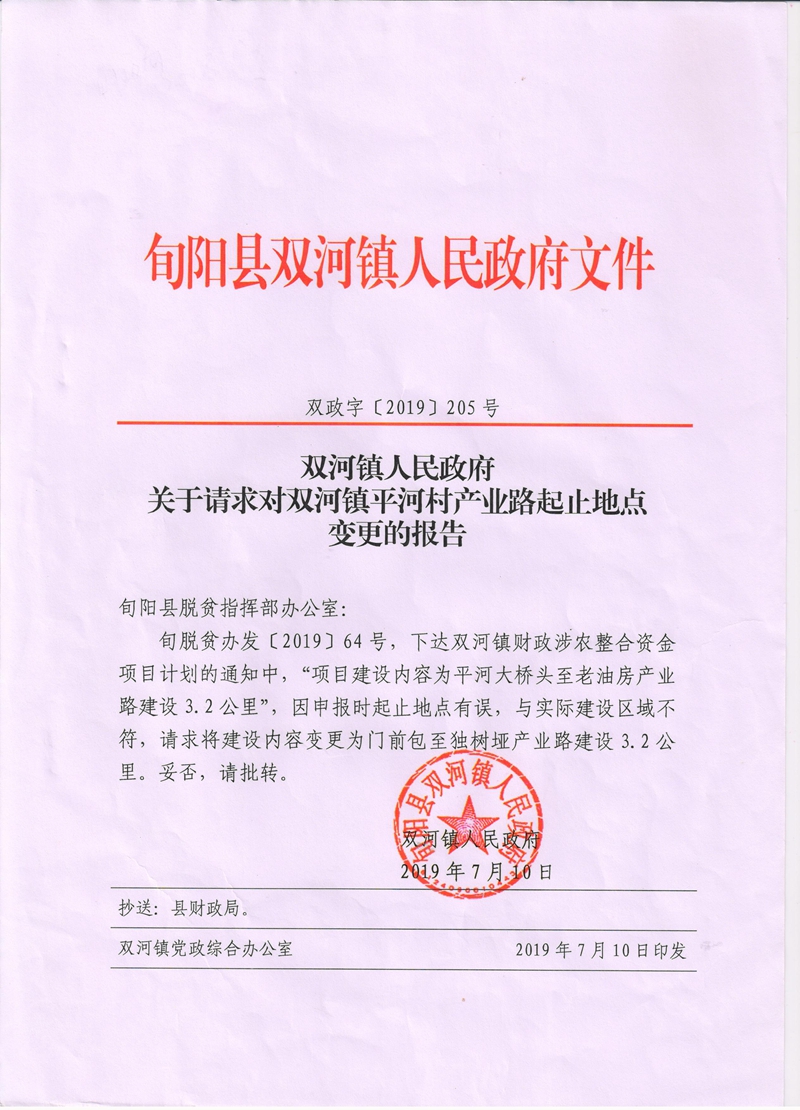 旬阳县双河镇人民政府文件
双政字〔2019〕205号
双河镇人民政府
关于请求对双河镇平河村产业路起止地点
变更的报告
旬阳县脱贫指挥部办公室：
旬脱贫办发〔2019〕64号，下达双河镇财政涉农整合资金
项目计划的通知中，“项目建设内容为平河大桥头至老油房产业
路建设3.2公里”，因申报时起止地点有误，与实际建设区域不
符，请求将建设内容变更为门前包至独树垭产业路建设3.2公
里。妥否，请批转。
旬阳县双河镇人民政府
双河镇人民政府
2019年7月10日
抄送：县财政局。
双河镇党政综合办公室 2019年7月10日印发